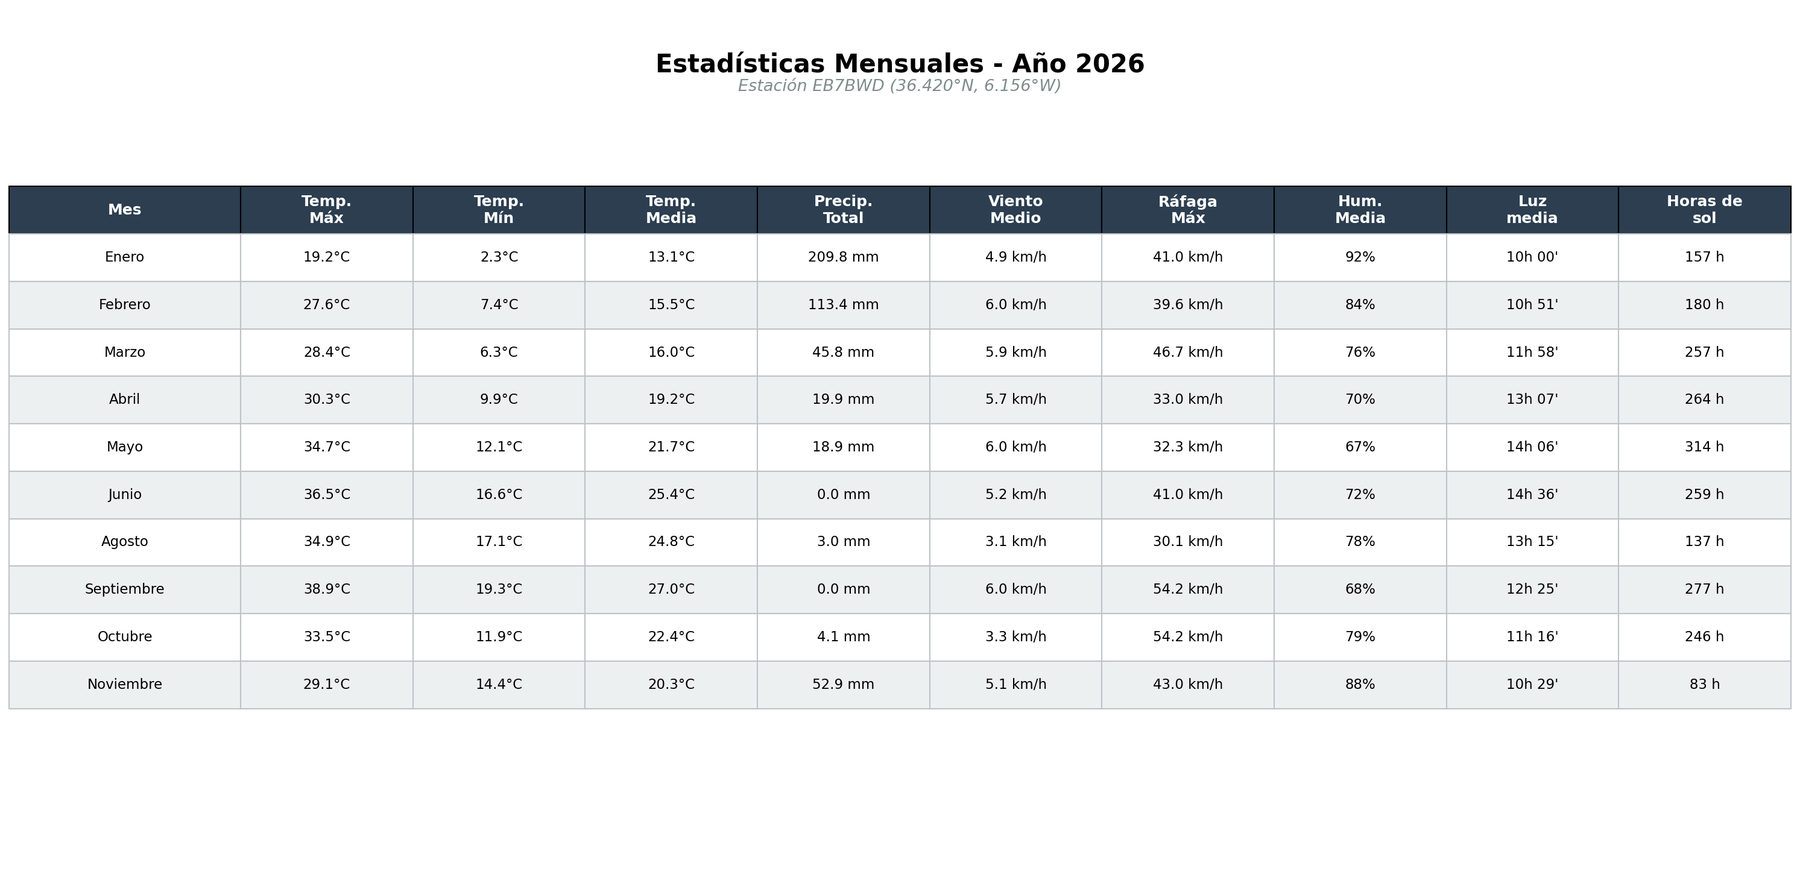 Estadísticas Mensuales - Año 2026
Estación EB7BWD (36.420°N, 6.156°W)
Mes Temp. Máx Temp. Mín Temp. Media Precip. Total Viento Medio Ráfaga Máx Hum. Media Luz media Horas de sol
Enero 19.2°C 2.3°C 13.1°C 209.8 mm 4.9 km/h 41.0 km/h 92% 10h 00' 157 h
Febrero 27.6°C 7.4°C 15.5°C 113.4 mm 6.0 km/h 39.6 km/h 84% 10h 51' 180 h
Marzo 28.4°C 6.3°C 16.0°C 45.8 mm 5.9 km/h 46.7 km/h 76% 11h 58' 257 h
Abril 30.3°C 9.9°C 19.2°C 19.9 mm 5.7 km/h 33.0 km/h 70% 13h 07' 264 h
Mayo 34.7°C 12.1°C 21.7°C 18.9 mm 6.0 km/h 32.3 km/h 67% 14h 06' 314 h
Junio 36.5°C 16.6°C 25.4°C 0.0 mm 5.2 km/h 41.0 km/h 72% 14h 36' 259 h
Agosto 34.9°C 17.1°C 24.8°C 3.0 mm 3.1 km/h 30.1 km/h 78% 13h 15' 137 h
Septiembre 38.9°C 19.3°C 27.0°C 0.0 mm 6.0 km/h 54.2 km/h 68% 12h 25' 277 h
Octubre 33.5°C 11.9°C 22.4°C 4.1 mm 3.3 km/h 54.2 km/h 79% 11h 16' 246 h
Noviembre 29.1°C 14.4°C 20.3°C 52.9 mm 5.1 km/h 43.0 km/h 88% 10h 29' 83 h